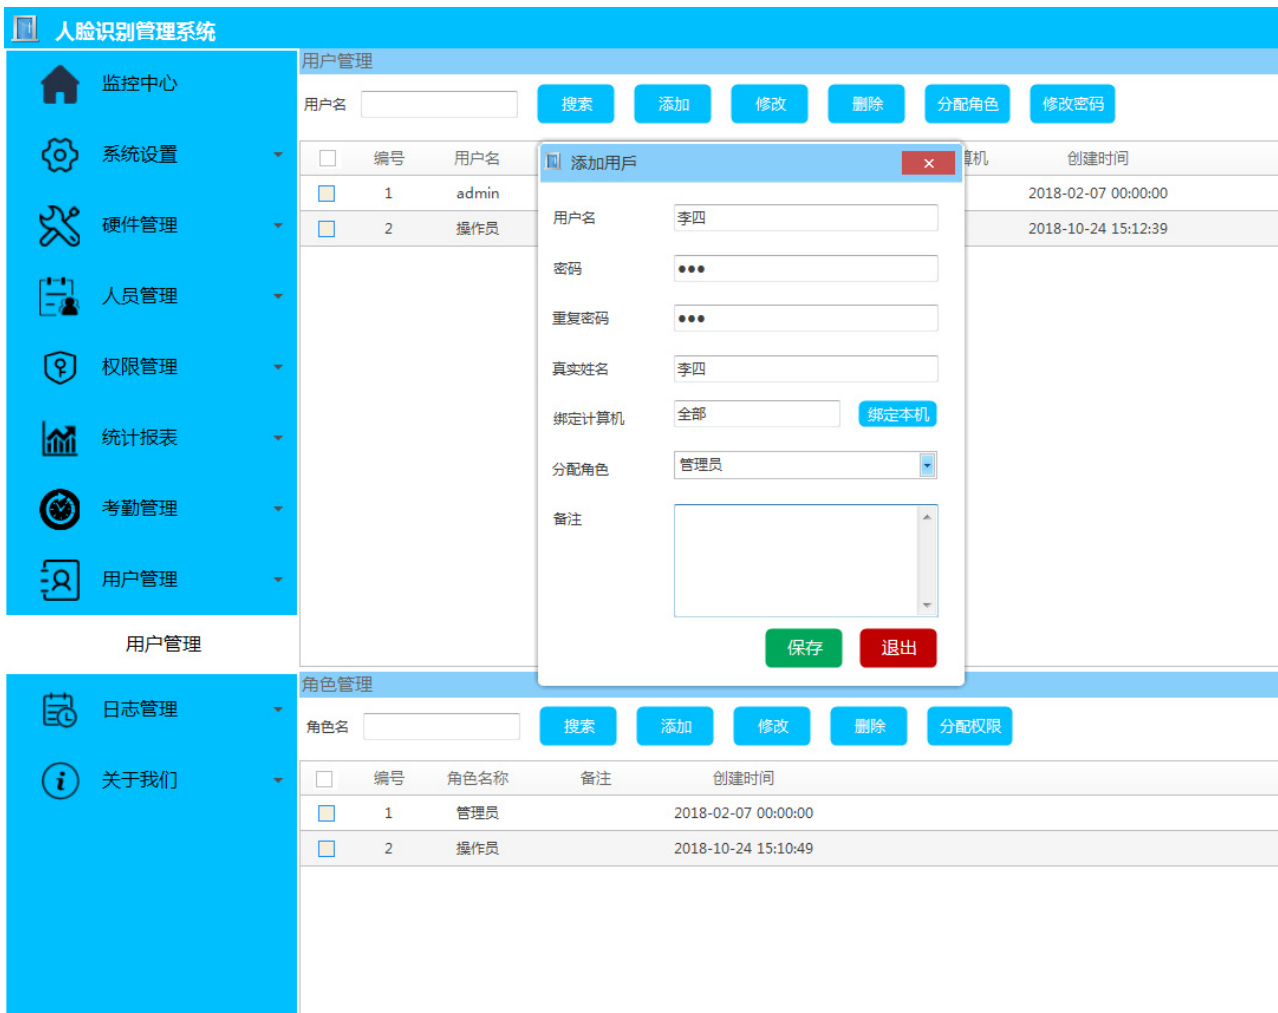 人脸识别管理系统
监控中心
系统设置
硬件管理
人员管理
权限管理
统计报表
考勤管理
用户管理
用户管理
日志管理
关于我们
用户管理
用户名 搜索 添加 修改 删除 分配角色 修改密码
编号 用户名 算机 创建时间
1 admin 2018-02-07 00:00:00
2 操作员 2018-10-24 15:12:39
添加用戶
用户名 李四
密码 ●●●
重复密码 ●●●
真实姓名 李四
绑定计算机 全部 绑定本机
分配角色 管理员
备注
保存 退出
角色管理
角色名 搜索 添加 修改 删除 分配权限
编号 角色名称 备注 创建时间
1 管理员 2018-02-07 00:00:00
2 操作员 2018-10-24 15:10:49